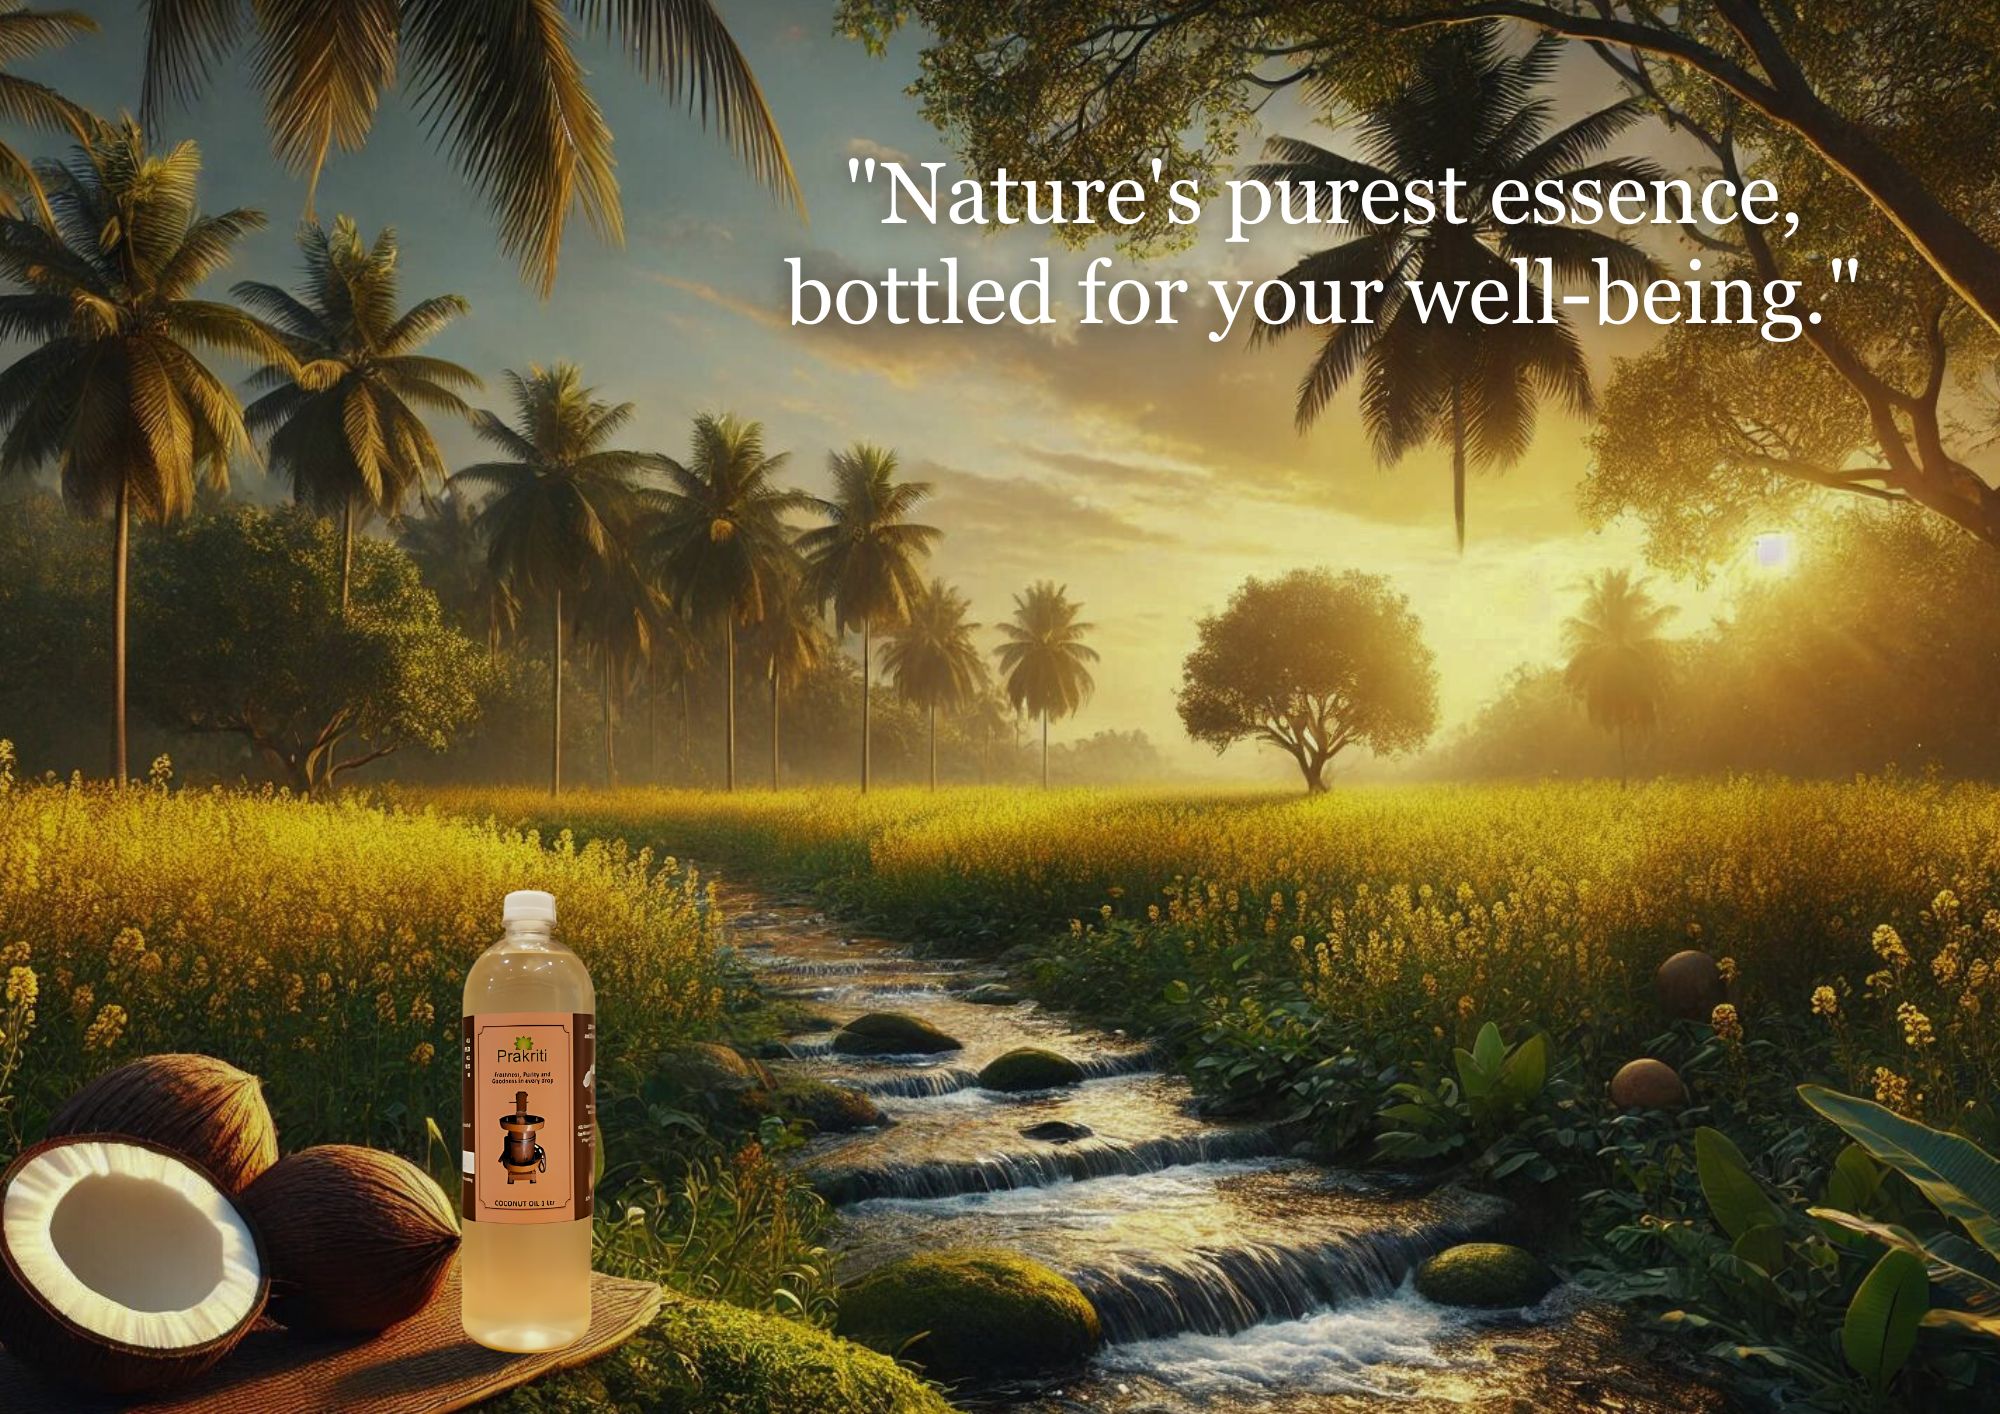 "Nature's purest essence,
bottled for your well-being."
Prakriti
Freshness, Purity and
Goodness in every drop
COCONUT OIL 1 Ltr